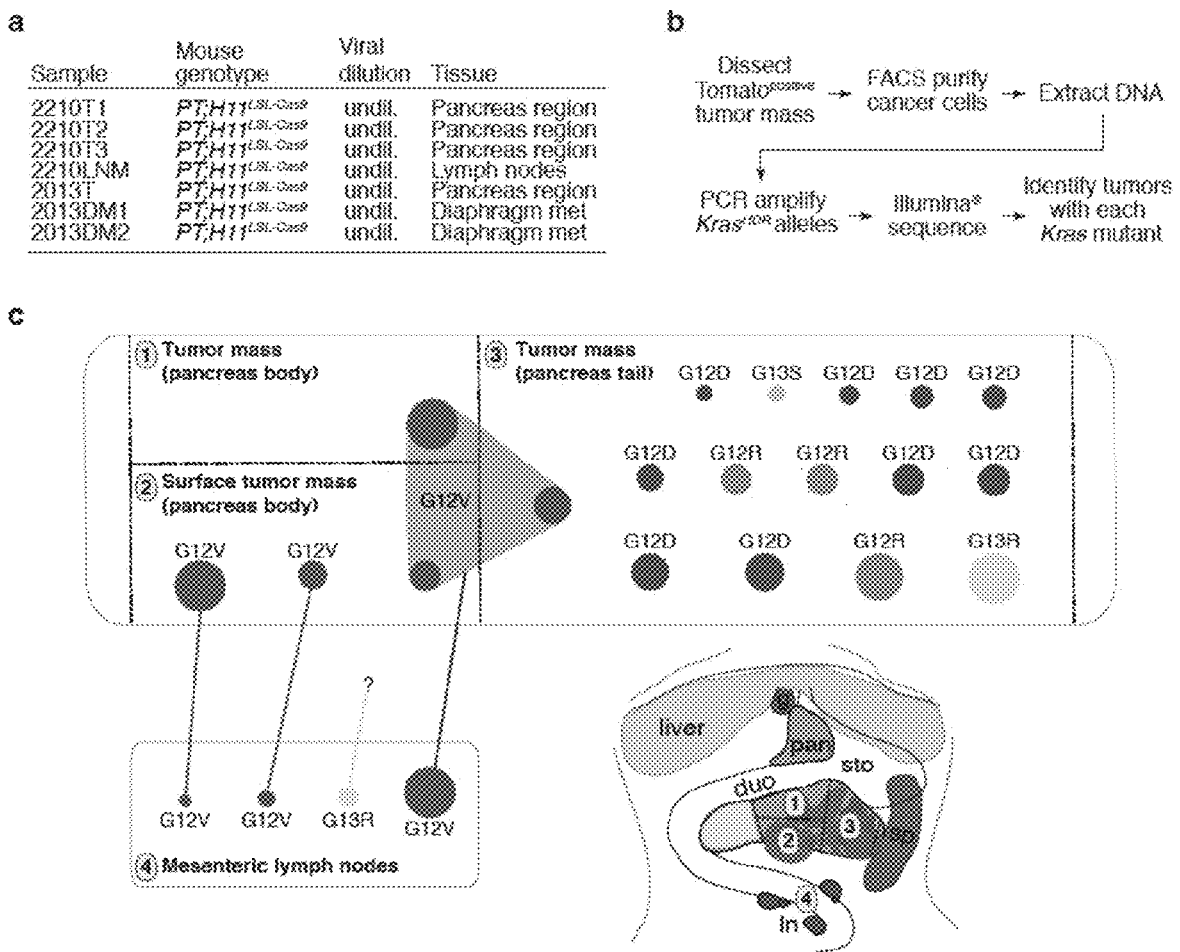 a
Mouse Viral
Sample genotype dilution Tissue
2210T1 PT;H11LSL-Cas9 undil. Pancreas region
2210T2 PT;H11LSL-Cas9 undil. Pancreas region
2210T3 PT;H11LSL-Cas9 undil. Pancreas region
2210LNM PT;H11LSL-Cas9 undil. Lymph nodes
2013T PT;H11LSL-Cas9 undil. Pancreas region
2013DM1 PT;H11LSL-Cas9 undil. Diaphragm met
2013DM2 PT;H11LSL-Cas9 undil. Diaphragm met
b
Dissect
Tomatopositive
tumor mass
FACS purify
cancer cells
Extract DNA
PCR amplify
KrasHDR alleles
Illumina®
sequence
Identify tumors
with each
Kras mutant
c
1 Tumor mass
(pancreas body)
2 Surface tumor mass
(pancreas body)
G12V G12V
G12V
3 Tumor mass
(pancreas tail)
G12D G13S G12D G12D G12D
G12D G12R G12R G12D G12D
G12D G12D G12R G13R
?
G12V G12V G13R G12V
4 Mesenteric lymph nodes
liver
pan
sto
duo
1
2
3
4
ln